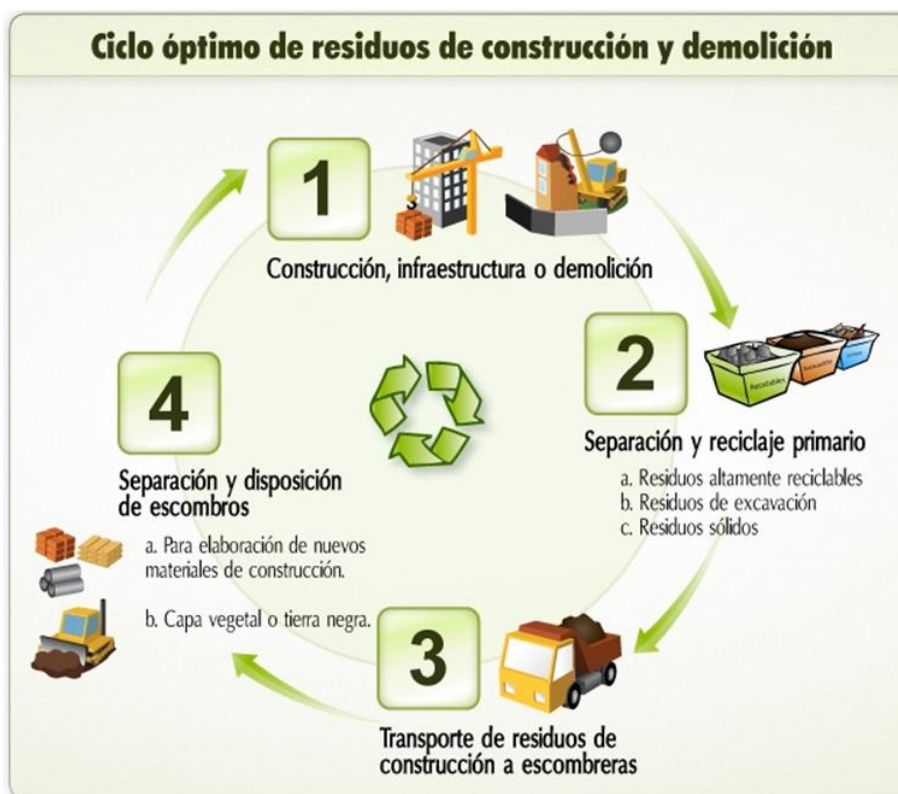 Ciclo óptimo de residuos de construcción y demolición
1
Construcción, infraestructura o demolición
2
Reciclables
Excavación
Separación y reciclaje primario
a. Residuos altamente reciclables
b. Residuos de excavación
c. Residuos sólidos
3
Transporte de residuos de
construcción a escombreras
4
Separación y disposición
de escombros
a. Para elaboración de nuevos
materiales de construcción.
b. Capa vegetal o tierra negra.